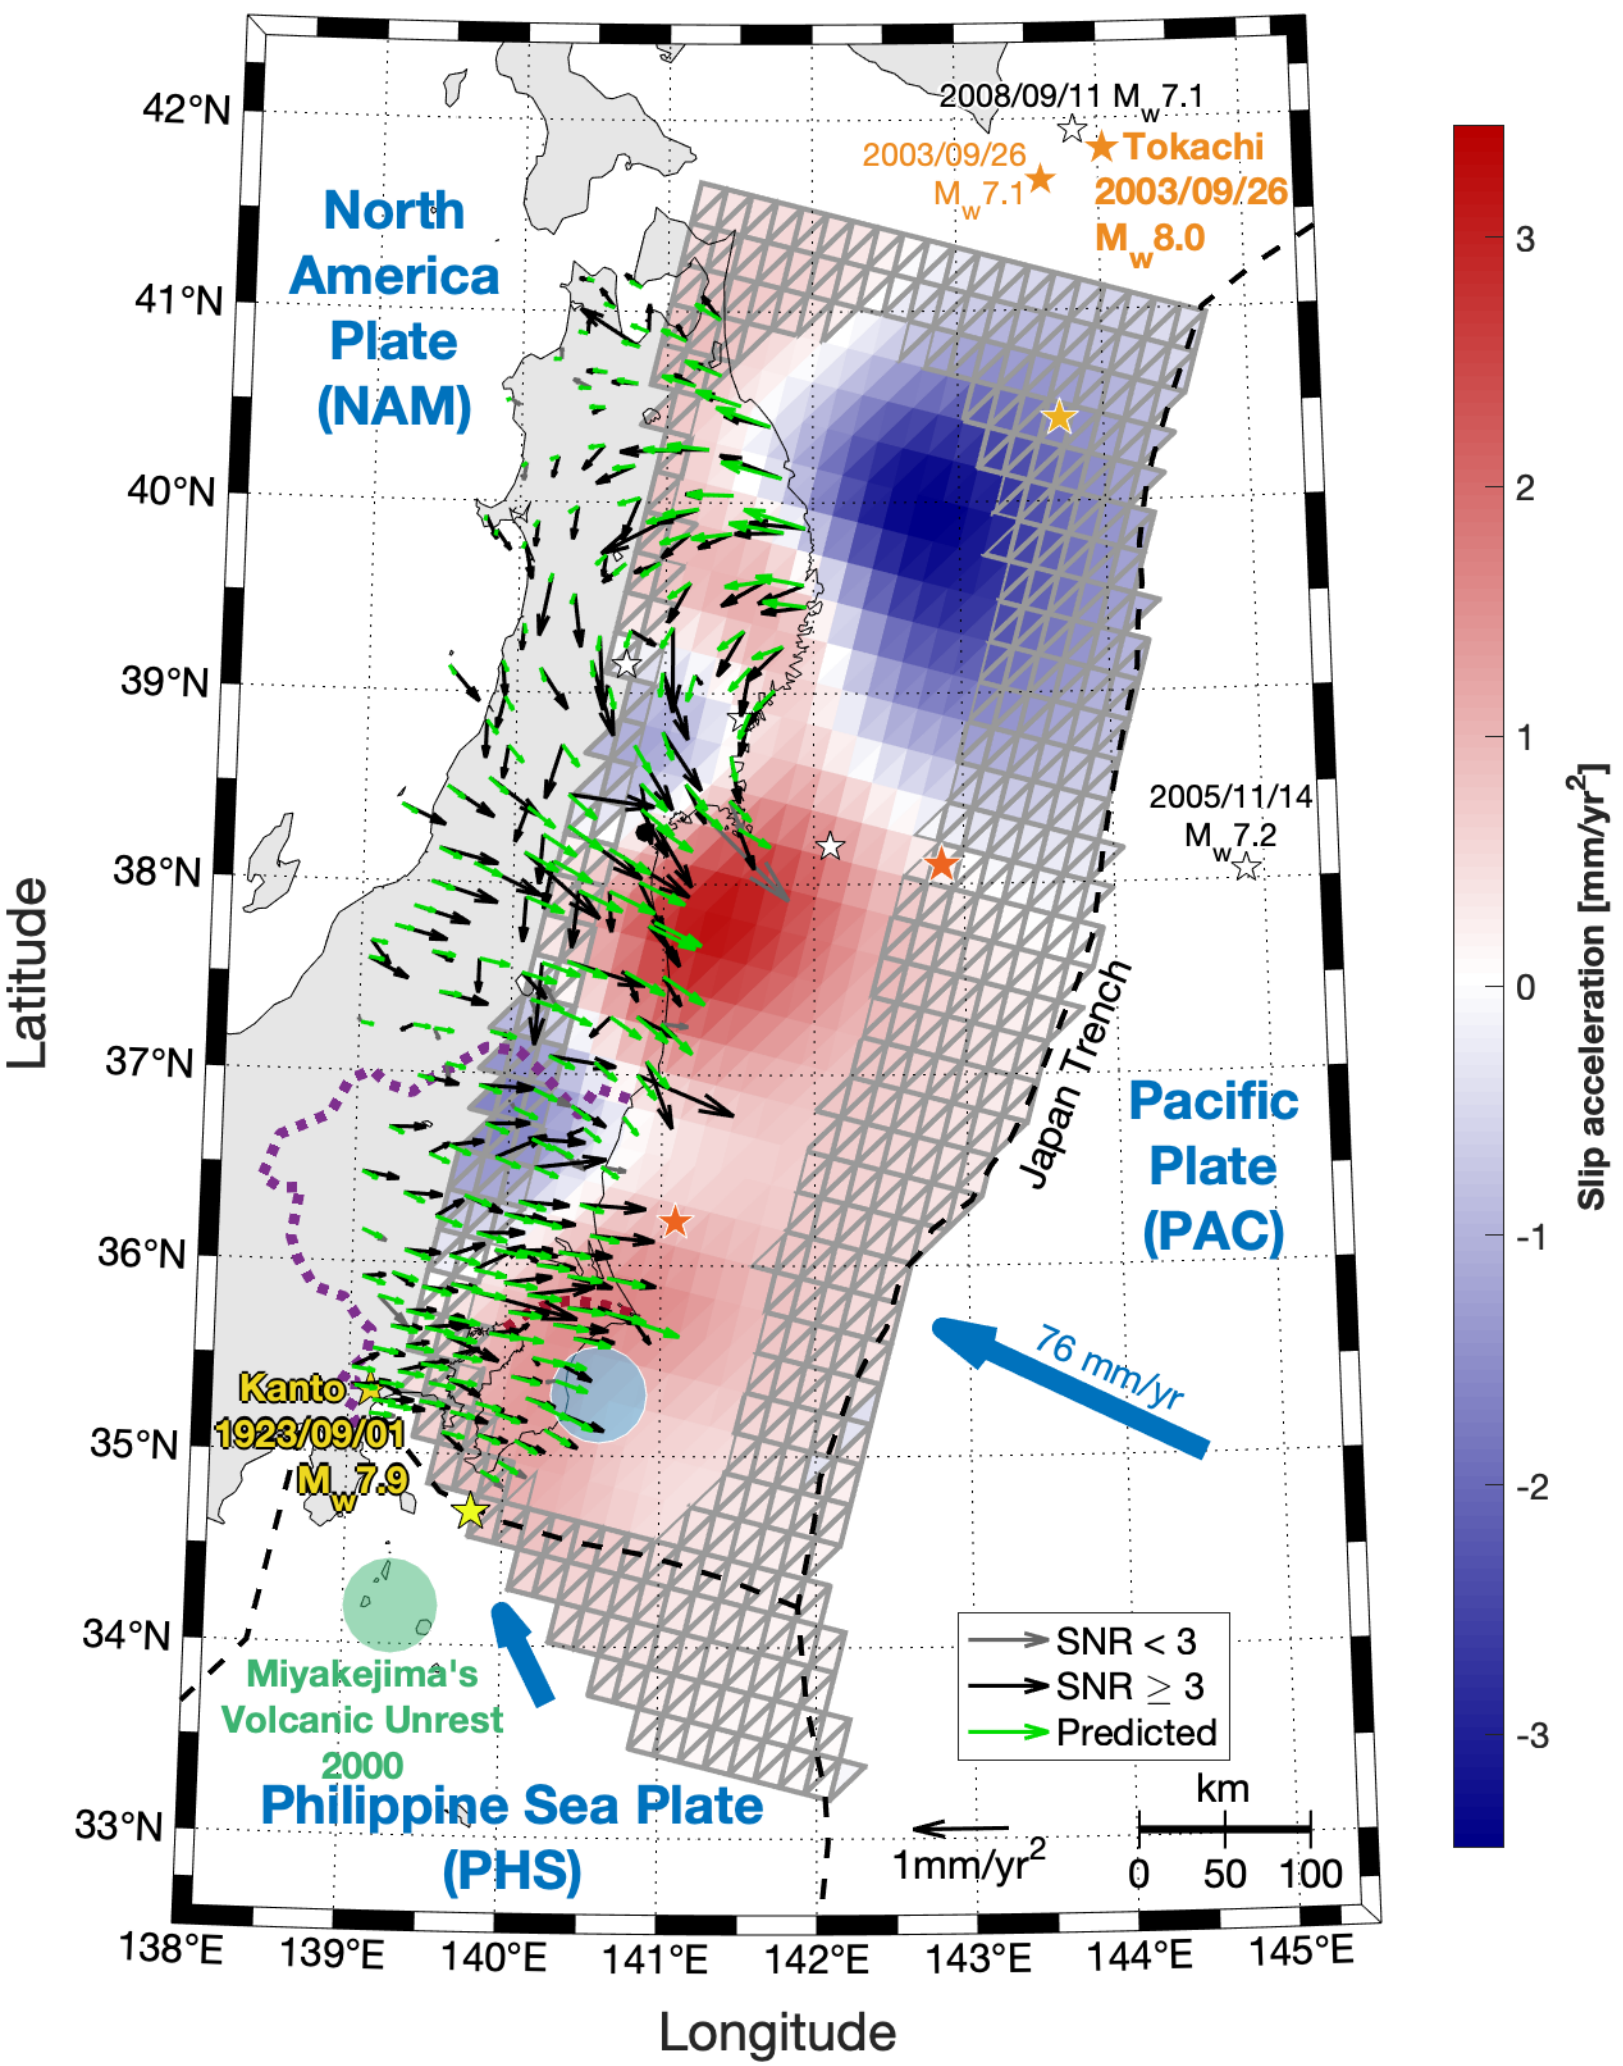 2008/09/11 Mw7.1
42°N
2003/09/26
Mw7.1
Tokachi
2003/09/26
Mw8.0
North
America
Plate
(NAM)
41°N
40°N
39°N
38°N
37°N
36°N
35°N
34°N
33°N
Latitude
2005/11/14
Mw7.2
Japan Trench
Pacific
Plate
(PAC)
76 mm/yr
Kanto
1923/09/01
Mw7.9
Miyakejima's
Volcanic Unrest
2000
Philippine Sea Plate
(PHS)
SNR < 3
SNR ≥ 3
Predicted
1mm/yr²
km
0 50 100
138°E 139°E 140°E 141°E 142°E 143°E 144°E 145°E
Longitude
3
2
1
0
-1
-2
-3
Slip acceleration [mm/yr²]